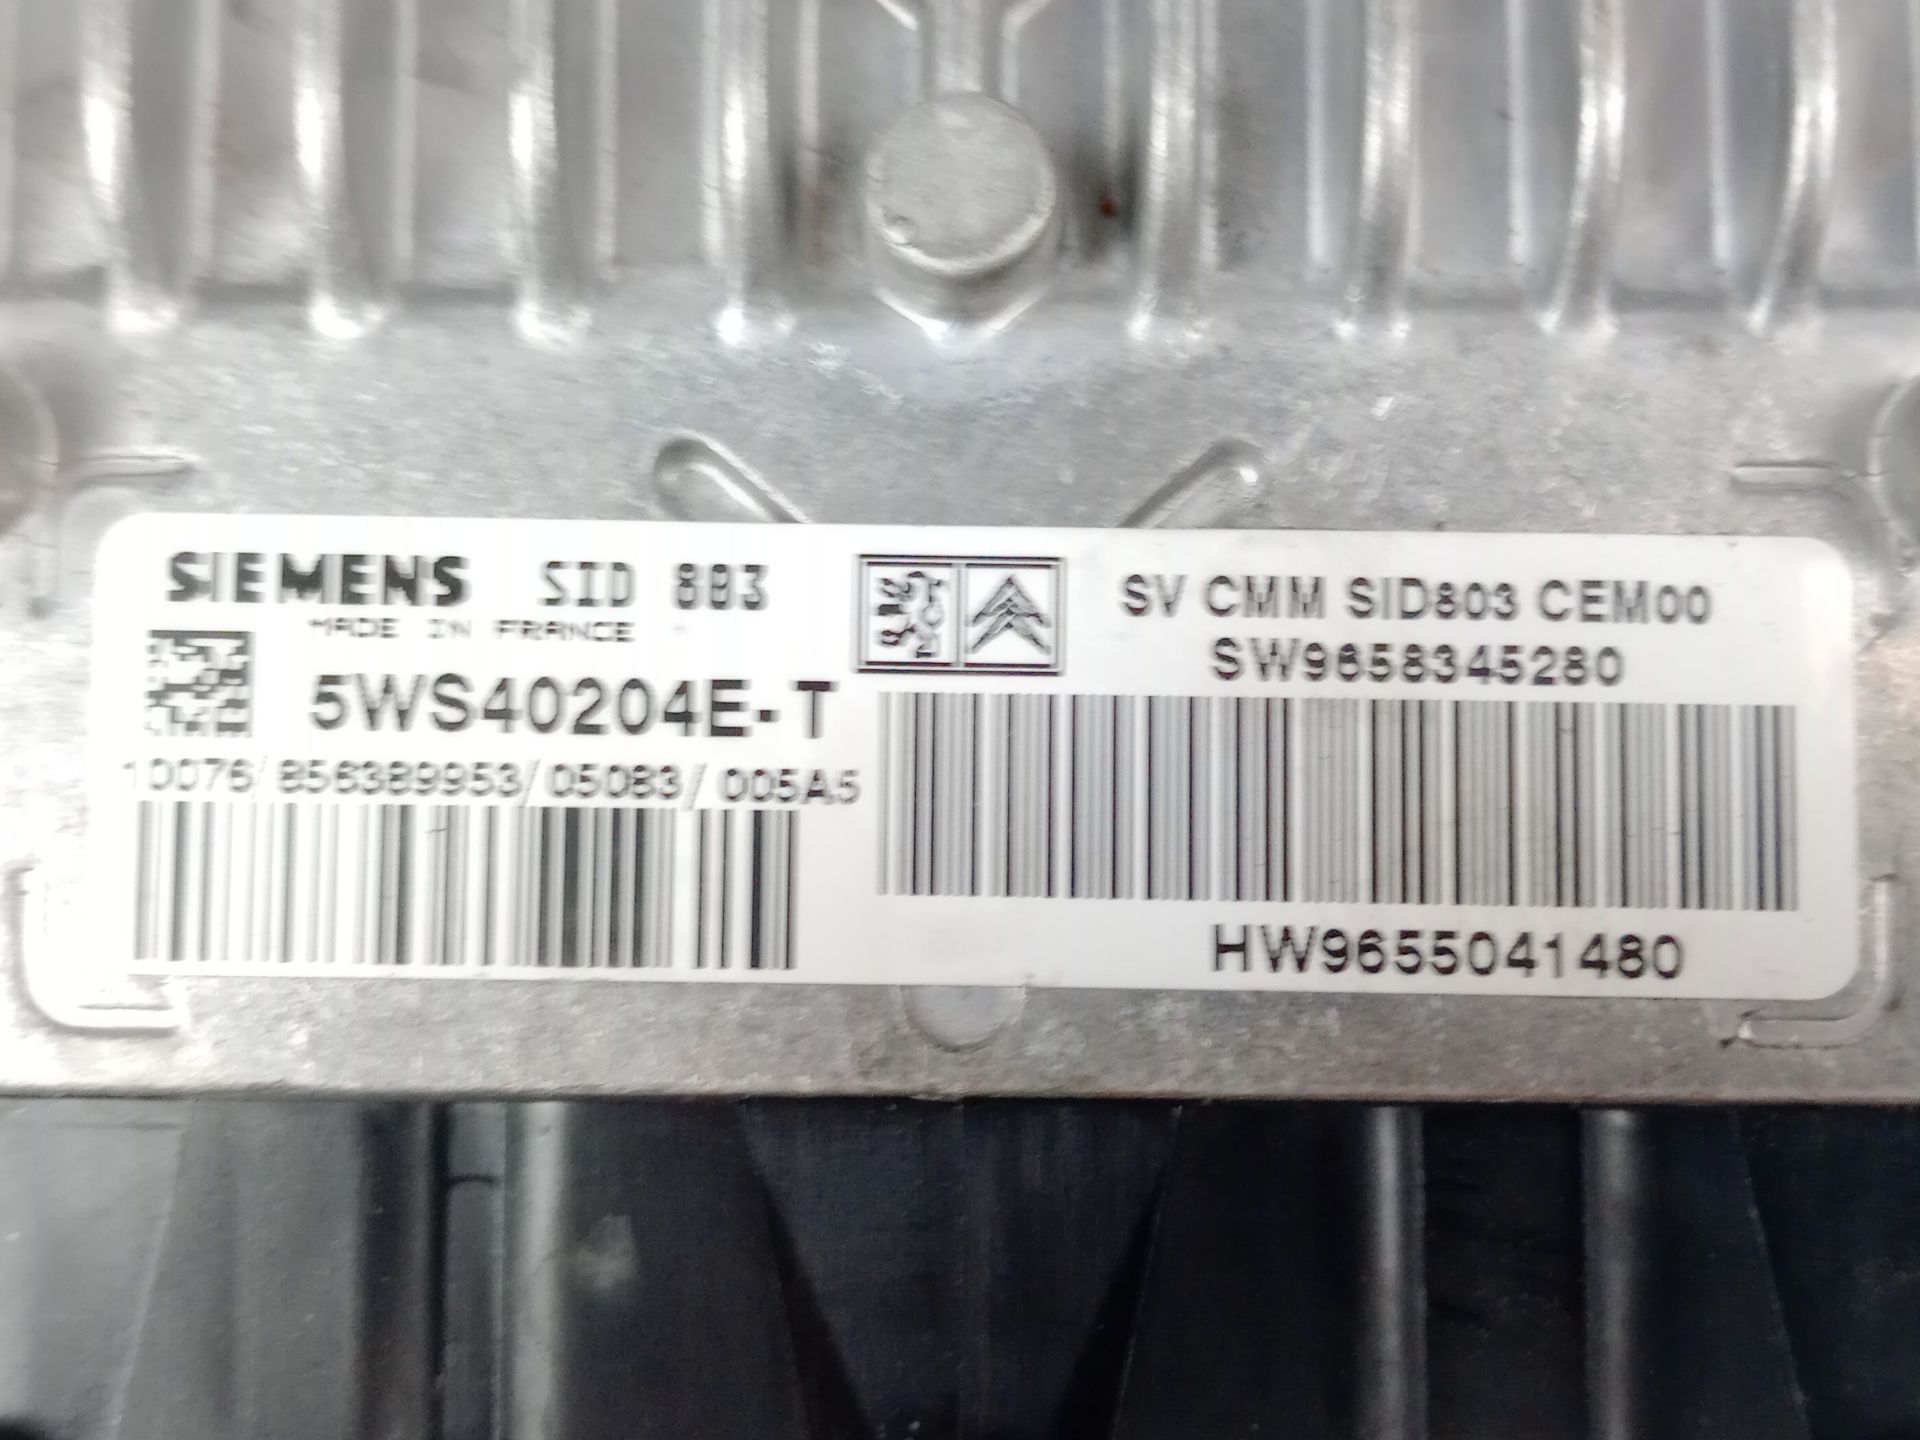 SIEMENS SID 803
MADE IN FRANCE
5WS40204E-T
10076/856389953/05083/005A5
SV CMM SID803 CEM00
SW9658345280
HW9655041480